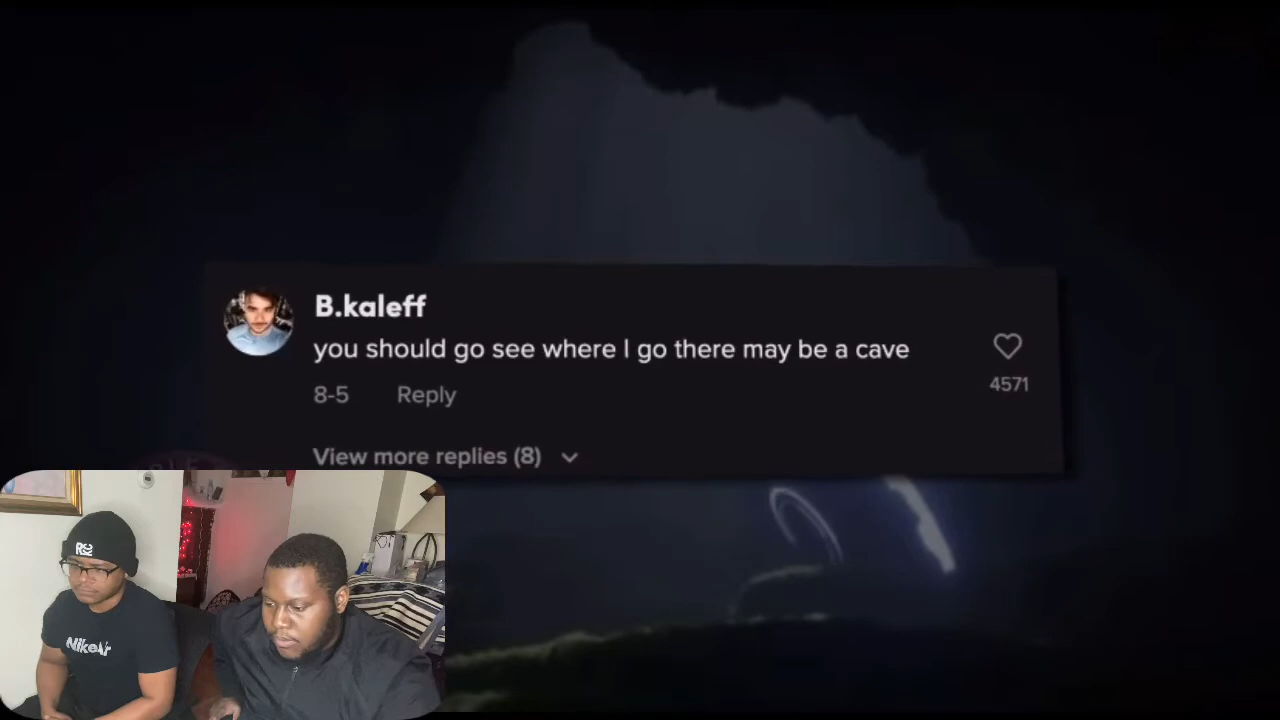 B.kaleff
you should go see where I go there may be a cave
4571
8-5 Reply
View more replies (8)
NikeAir